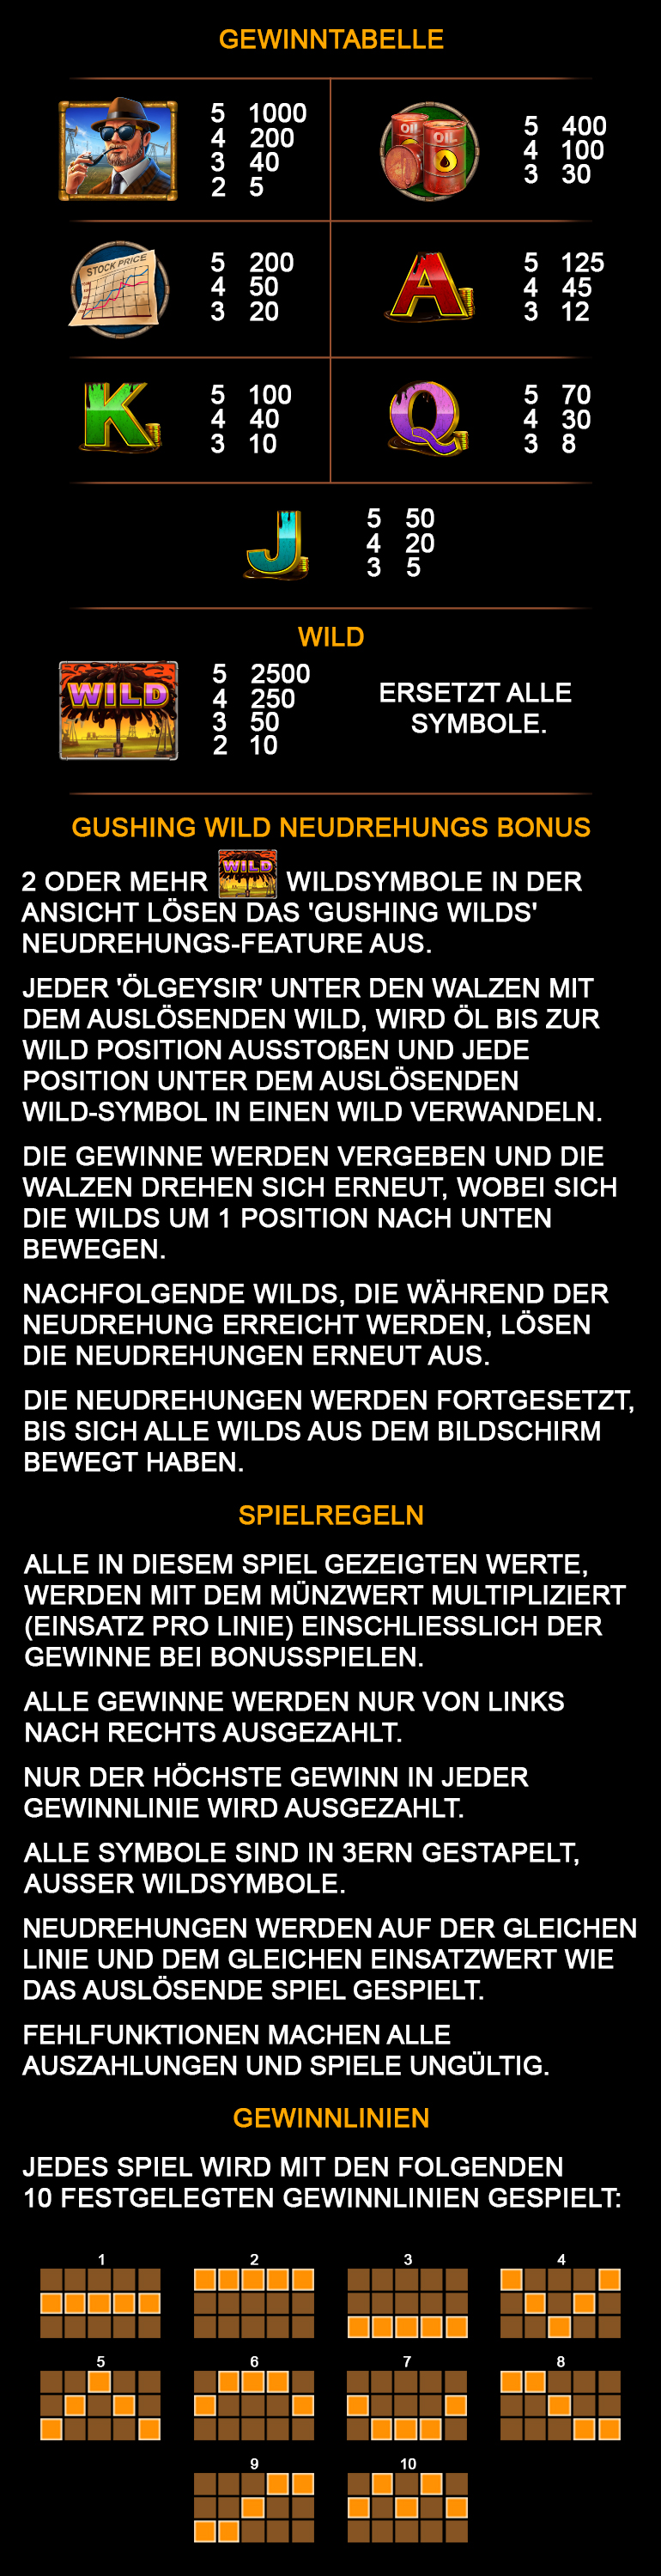 GEWINNTABELLE
5 1000
4 200
3 40
2 5
OIL
OIL
5 400
4 100
3 30
STOCK PRICE
5 200
4 50
3 20
A
5 125
4 45
3 12
K
5 100
4 40
3 10
Q
5 70
4 30
3 8
J
5 50
4 20
3 5
WILD
WILD
5 2500
4 250
3 50
2 10
ERSETZT ALLE
SYMBOLE.
GUSHING WILD NEUDREHUNGS BONUS
2 ODER MEHR WILD WILDSYMBOLE IN DER
ANSICHT LÖSEN DAS 'GUSHING WILDS'
NEUDREHUNGS-FEATURE AUS.
JEDER 'ÖLGEYSIR' UNTER DEN WALZEN MIT
DEM AUSLÖSENDEN WILD, WIRD ÖL BIS ZUR
WILD POSITION AUSSTOßEN UND JEDE
POSITION UNTER DEM AUSLÖSENDEN
WILD-SYMBOL IN EINEN WILD VERWANDELN.
DIE GEWINNE WERDEN VERGEBEN UND DIE
WALZEN DREHEN SICH ERNEUT, WOBEI SICH
DIE WILDS UM 1 POSITION NACH UNTEN
BEWEGEN.
NACHFOLGENDE WILDS, DIE WÄHREND DER
NEUDREHUNG ERREICHT WERDEN, LÖSEN
DIE NEUDREHUNGEN ERNEUT AUS.
DIE NEUDREHUNGEN WERDEN FORTGESETZT,
BIS SICH ALLE WILDS AUS DEM BILDSCHIRM
BEWEGT HABEN.
SPIELREGELN
ALLE IN DIESEM SPIEL GEZEIGTEN WERTE,
WERDEN MIT DEM MÜNZWERT MULTIPLIZIERT
(EINSATZ PRO LINIE) EINSCHLIESSLICH DER
GEWINNE BEI BONUSSPIELEN.
ALLE GEWINNE WERDEN NUR VON LINKS
NACH RECHTS AUSGEZAHLT.
NUR DER HÖCHSTE GEWINN IN JEDER
GEWINNLINIE WIRD AUSGEZAHLT.
ALLE SYMBOLE SIND IN 3ERN GESTAPELT,
AUSSER WILDSYMBOLE.
NEUDREHUNGEN WERDEN AUF DER GLEICHEN
LINIE UND DEM GLEICHEN EINSATZWERT WIE
DAS AUSLÖSENDE SPIEL GESPIELT.
FEHLFUNKTIONEN MACHEN ALLE
AUSZAHLUNGEN UND SPIELE UNGÜLTIG.
GEWINNLINIEN
JEDES SPIEL WIRD MIT DEN FOLGENDEN
10 FESTGELEGTEN GEWINNLINIEN GESPIELT:
1 2 3 4
5 6 7 8
9 10